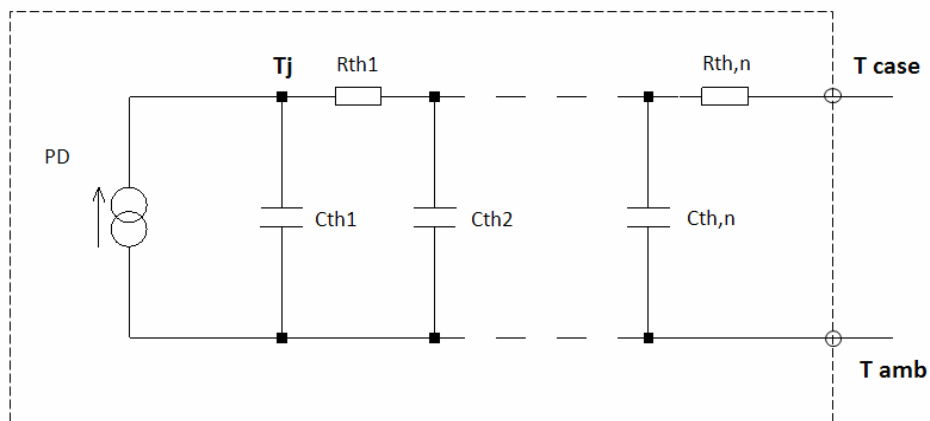 Tj
Rth1
Rth,n
T case
PD
Cth1
Cth2
Cth,n
T amb